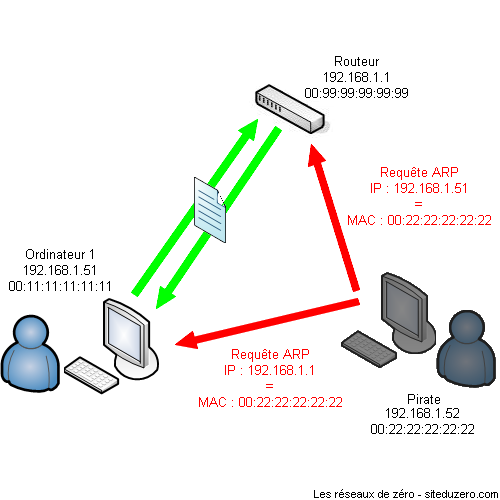 Routeur
192.168.1.1
00:99:99:99:99:99
Requête ARP
IP : 192.168.1.51
=
MAC : 00:22:22:22:22:22
Ordinateur 1
192.168.1.51
00:11:11:11:11:11
Requête ARP
IP : 192.168.1.1
=
MAC : 00:22:22:22:22:22
Pirate
192.168.1.52
00:22:22:22:22:22
Les réseaux de zéro - siteduzero.com